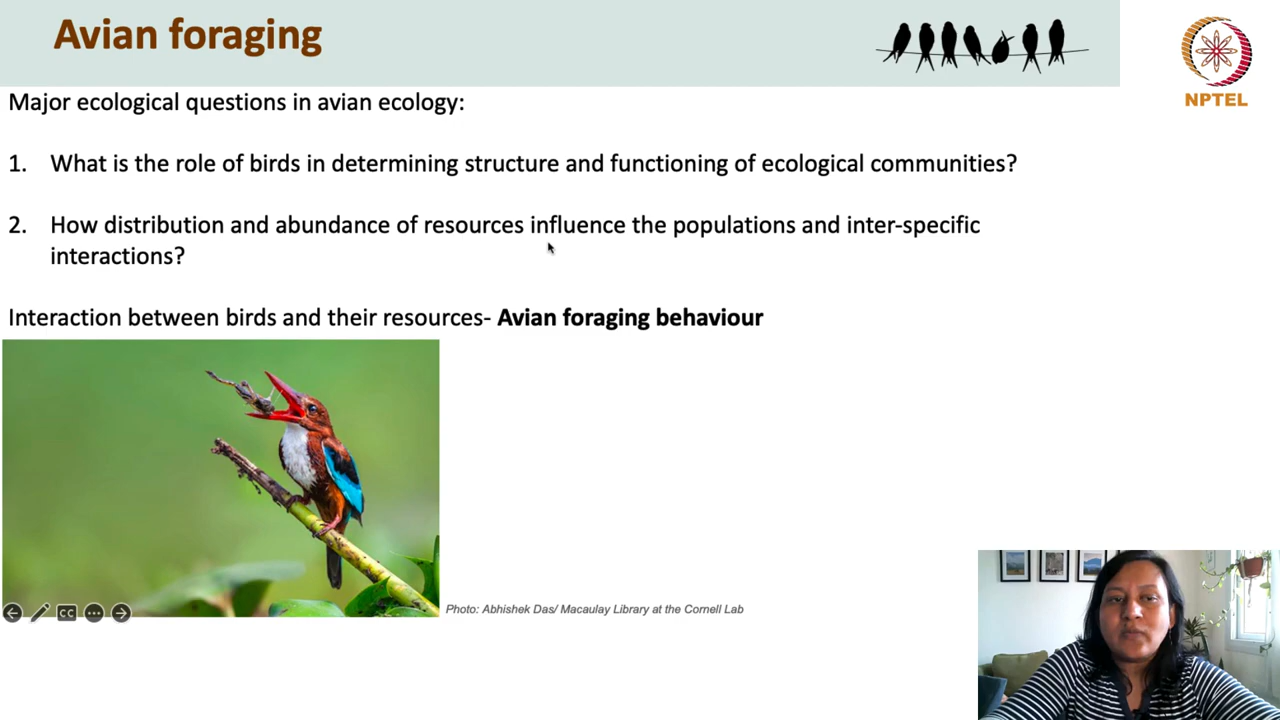 Avian foraging
NPTEL
Major ecological questions in avian ecology:
1. What is the role of birds in determining structure and functioning of ecological communities?
2. How distribution and abundance of resources influence the populations and inter-specific
interactions?
Interaction between birds and their resources- Avian foraging behaviour
CC
Photo: Abhishek Das/ Macaulay Library at the Cornell Lab